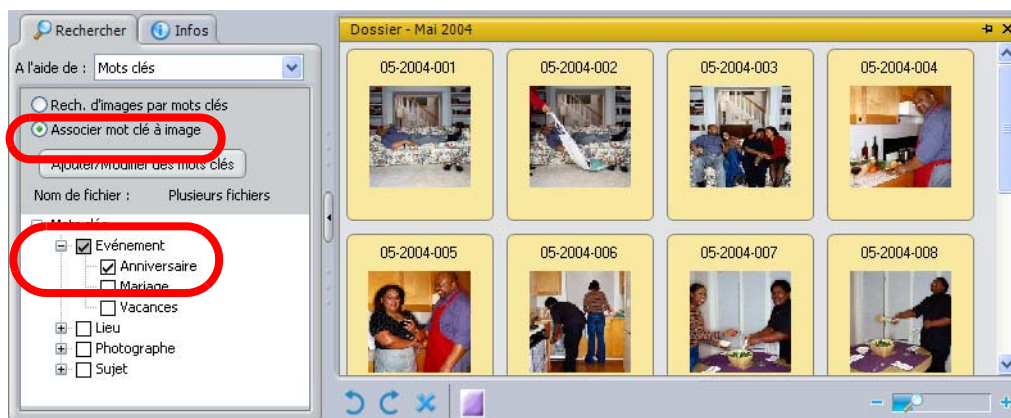 Rechercher
Infos
A l'aide de : Mots clés
Rech. d'images par mots clés
Associer mot clé à image
Ajouter/Modifier des mots clés
Nom de fichier : Plusieurs fichiers
Mots clés
Evénement
Anniversaire
Mariage
Vacances
Lieu
Photographe
Sujet
Dossier - Mai 2004
05-2004-001 05-2004-002 05-2004-003 05-2004-004
05-2004-005 05-2004-006 05-2004-007 05-2004-008